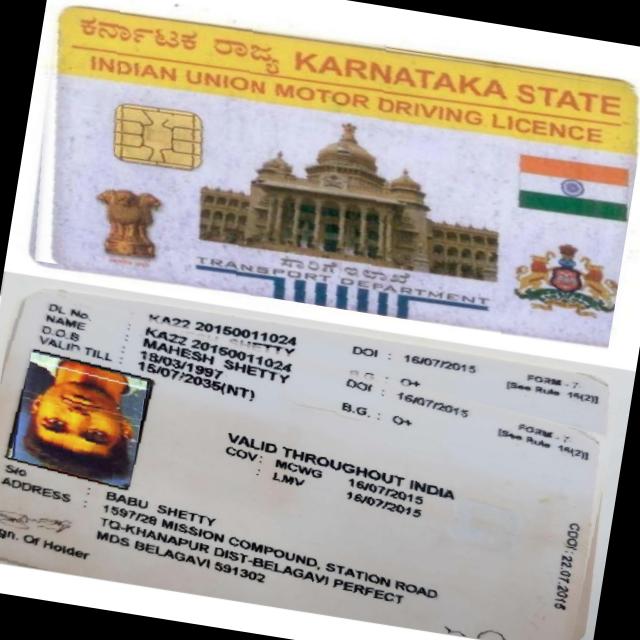 ಕರ್ನಾಟಕ ರಾಜ್ಯ KARNATAKA STATE
INDIAN UNION MOTOR DRIVING LICENCE
ಸಾರಿಗೆ ಇಲಾಖೆ
TRANSPORT DEPARTMENT
DL No. : KA22 20150011024 DOI : 16/07/2015 FORM - 7
SHETTY O+ [See Rule 16(2)]
KA22 20150011024 DOI : 16/07/2015 FORM - 7
NAME : MAHESH SHETTY B.G. : O+ [See Rule 16(2)]
D.O.B : 18/03/1997
VALID TILL : 15/07/2035(NT)
VALID THROUGHOUT INDIA
COV : MCWG 16/07/2015
: LMV 16/07/2015
S/o : BABU SHETTY
ADDRESS : 1597/28 MISSION COMPOUND, STATION ROAD
TQ-KHANAPUR DIST-BELAGAVI PERFECT
MDS BELAGAVI 591302
gn. Of Holder
CDOI: 22.07.2015